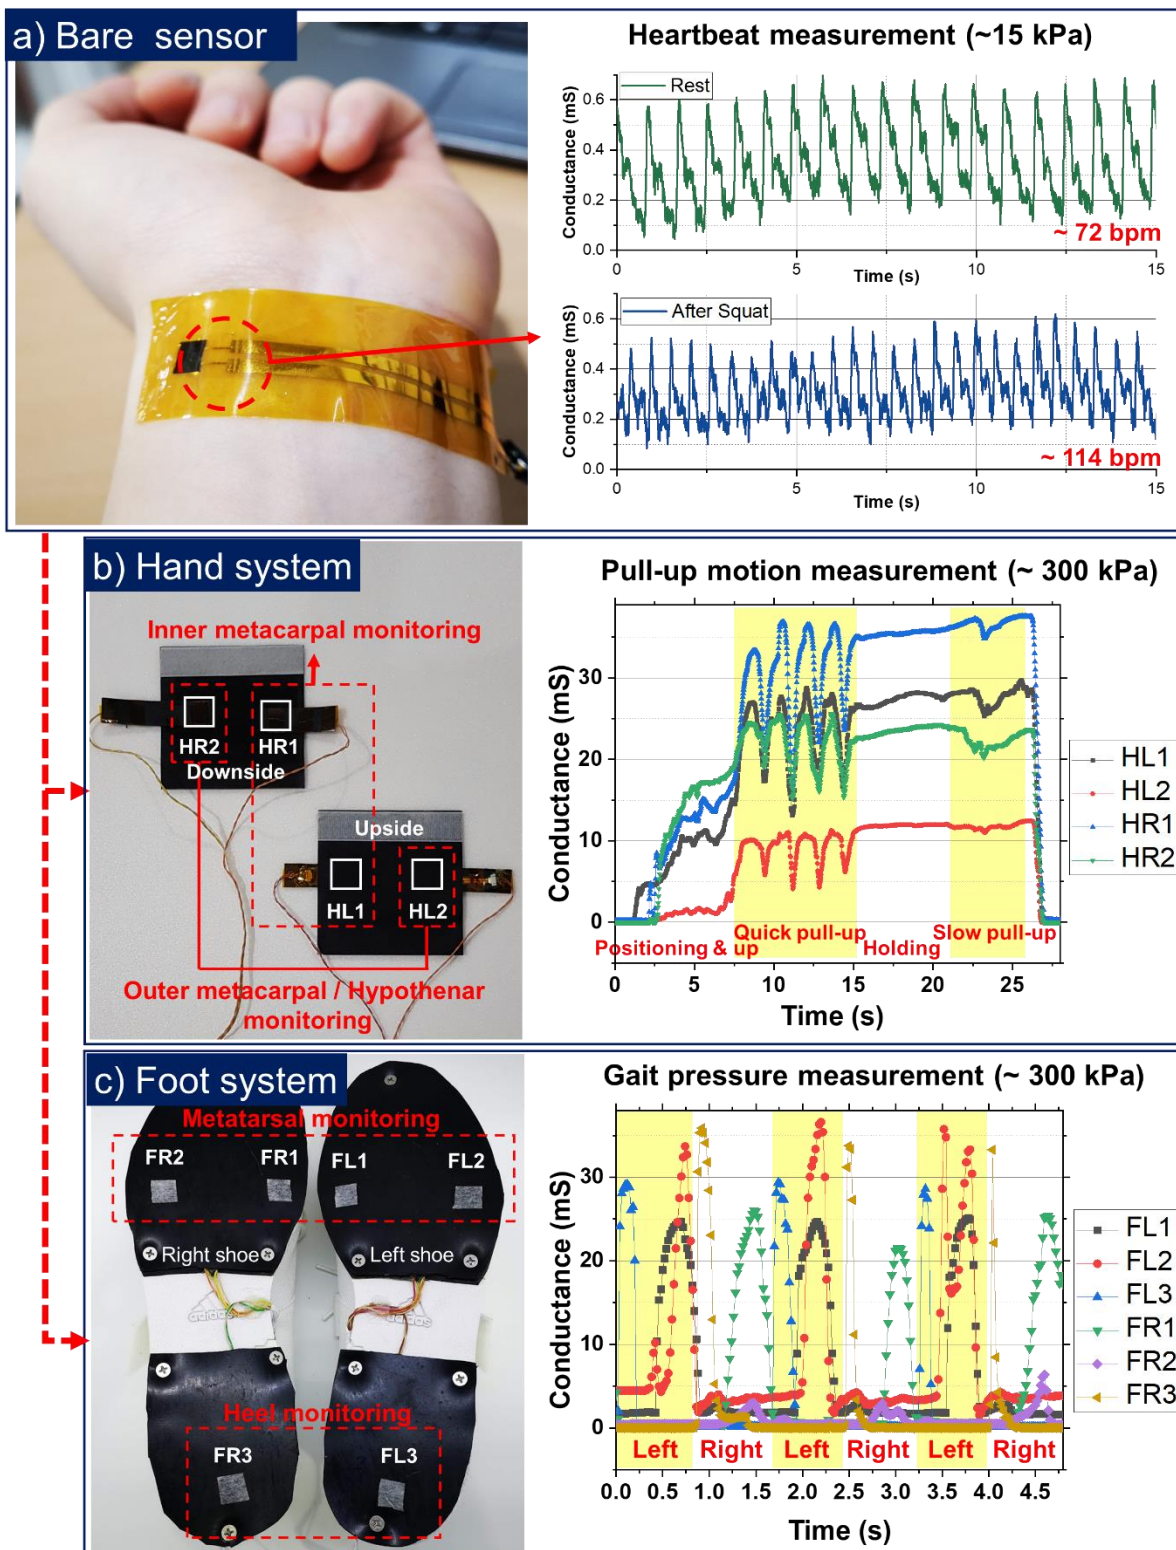 a) Bare sensor
Heartbeat measurement (~15 kPa)
Conductance (mS)
0.6
0.4
0.2
0.0
Rest
~ 72 bpm
0
5
10
15
Time (s)
Conductance (mS)
0.6
0.4
0.2
0.0
After Squat
~ 114 bpm
0
5
10
15
Time (s)
b) Hand system
Inner metacarpal monitoring
HR2
HR1
Downside
Upside
HL1
HL2
Outer metacarpal / Hypothenar
monitoring
Pull-up motion measurement (~ 300 kPa)
Conductance (mS)
30
20
10
0
Positioning & up
Quick pull-up
Holding
Slow pull-up
0
5
10
15
20
25
Time (s)
HL1
HL2
HR1
HR2
c) Foot system
Metatarsal monitoring
FR2
FR1
FL1
FL2
Right shoe
Left shoe
adidas
adidas
Heel monitoring
FR3
FL3
Gait pressure measurement (~ 300 kPa)
Conductance (mS)
30
20
10
0
Left
Right
Left
Right
Left
Right
0.0
0.5
1.0
1.5
2.0
2.5
3.0
3.5
4.0
4.5
Time (s)
FL1
FL2
FL3
FR1
FR2
FR3